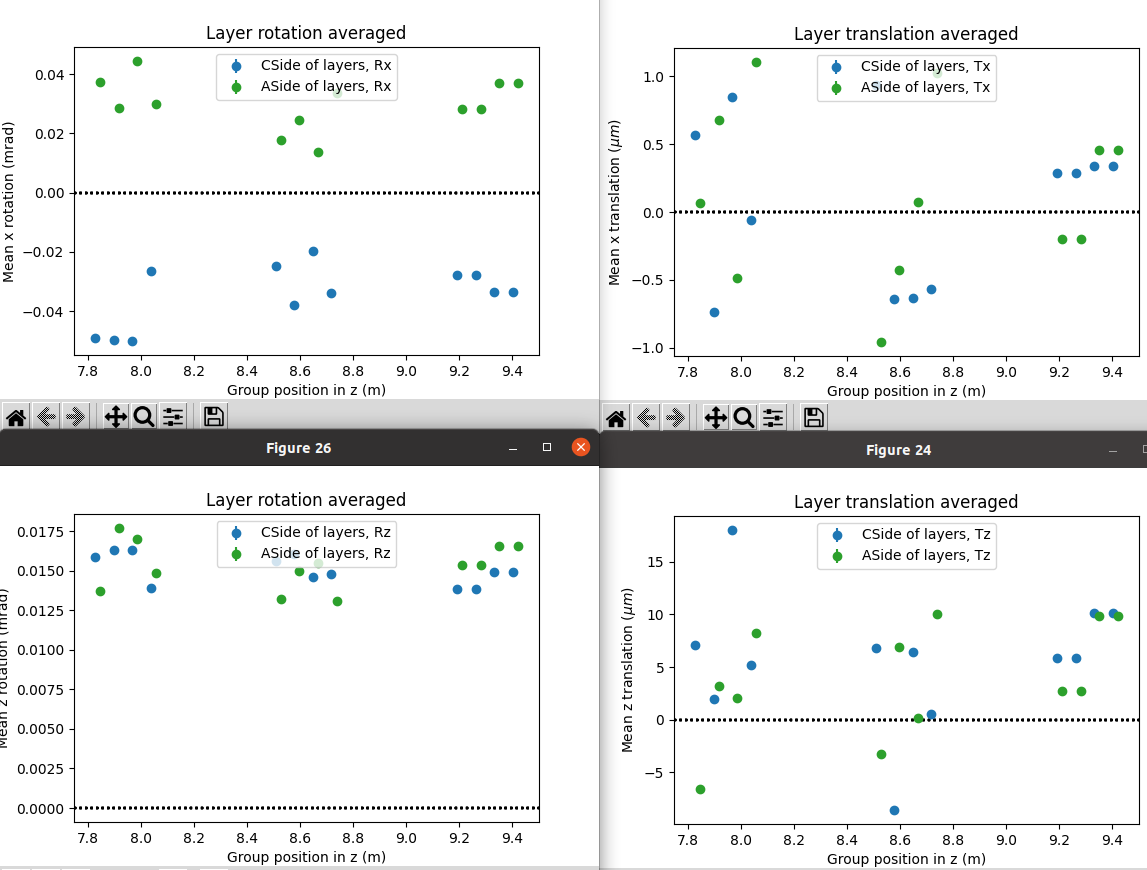 Layer rotation averaged
CSide of layers, Rx
ASide of layers, Rx
Mean x rotation (mrad)
0.04
0.02
0.00
−0.02
−0.04
7.8 8.0 8.2 8.4 8.6 8.8 9.0 9.2 9.4
Group position in z (m)
Layer translation averaged
CSide of layers, Tx
ASide of layers, Tx
Mean x translation (μm)
1.0
0.5
0.0
−0.5
−1.0
7.8 8.0 8.2 8.4 8.6 8.8 9.0 9.2 9.4
Group position in z (m)
Figure 26
Layer rotation averaged
CSide of layers, Rz
ASide of layers, Rz
Mean z rotation (mrad)
0.0175
0.0150
0.0125
0.0100
0.0075
0.0050
0.0025
0.0000
7.8 8.0 8.2 8.4 8.6 8.8 9.0 9.2 9.4
Group position in z (m)
Figure 24
Layer translation averaged
CSide of layers, Tz
ASide of layers, Tz
Mean z translation (μm)
15
10
5
0
−5
7.8 8.0 8.2 8.4 8.6 8.8 9.0 9.2 9.4
Group position in z (m)